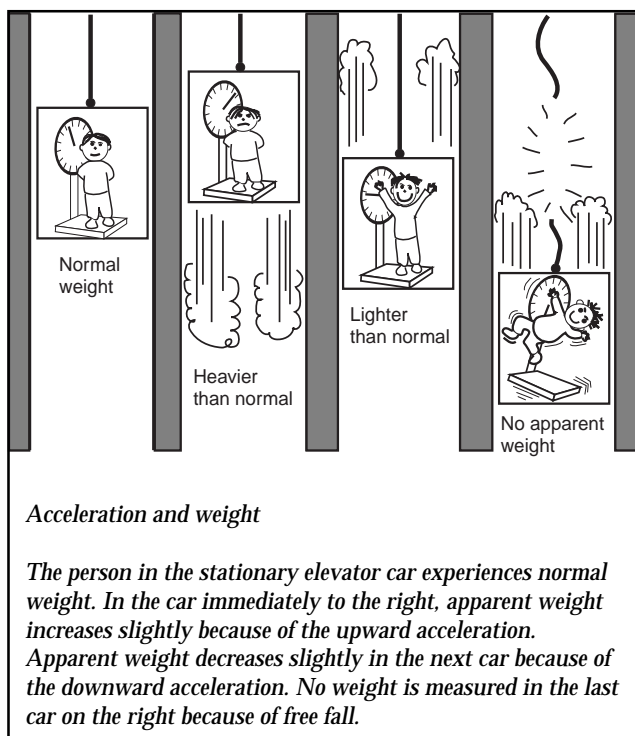 Normal
weight
Heavier
than normal
Lighter
than normal
No apparent
weight
Acceleration and weight
The person in the stationary elevator car experiences normal
weight. In the car immediately to the right, apparent weight
increases slightly because of the upward acceleration.
Apparent weight decreases slightly in the next car because of
the downward acceleration. No weight is measured in the last
car on the right because of free fall.